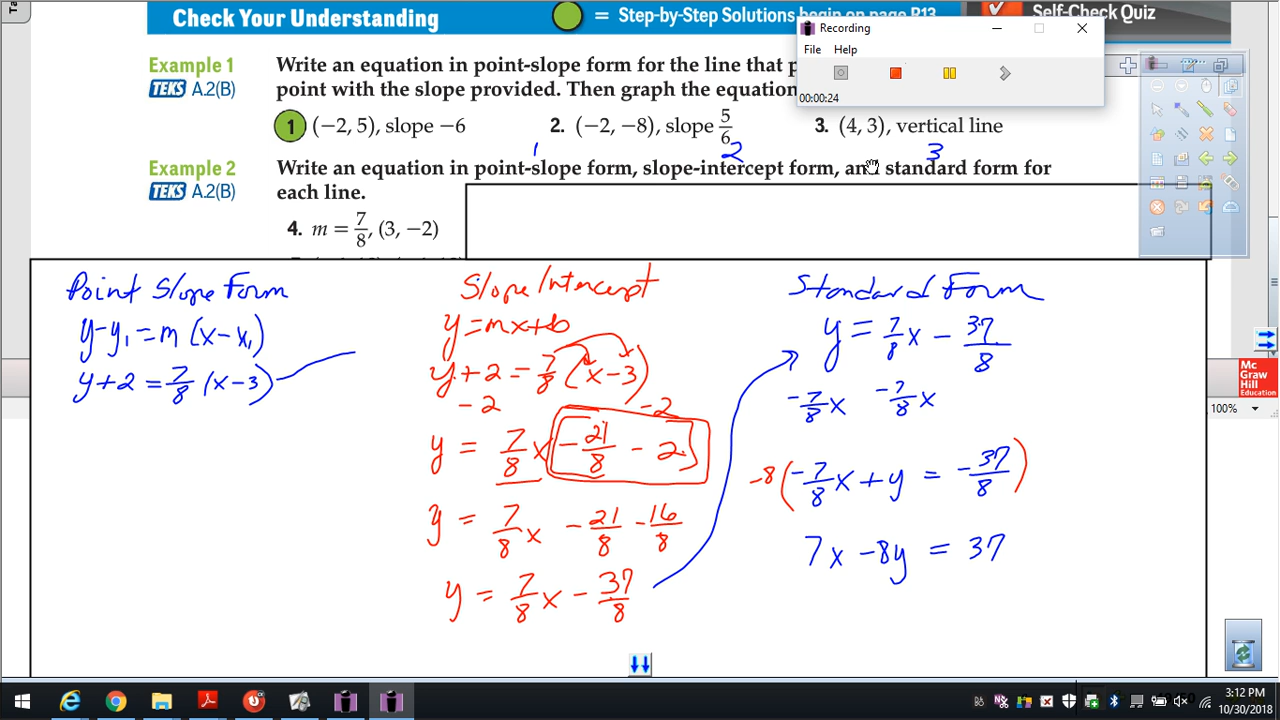 Check Your Understanding
= Step-by-Step Solutions begin on page R13.
Self-Check Quiz
Recording
File Help
00:00:24
Example 1
TEKS A.2(B)
Write an equation in point-slope form for the line that p
point with the slope provided. Then graph the equation
1 (−2, 5), slope −6
2. (−2, −8), slope 5/6
3. (4, 3), vertical line
1 2 3
Example 2
TEKS A.2(B)
Write an equation in point-slope form, slope-intercept form, and standard form for
each line.
4. m = 7/8, (3, −2)
Point Slope Form
y-y₁ = m (x-x₁)
y+2 = 7/8 (x-3)
Slope/Intercept
y=mx+b
y+2 = 7/8 (x-3)
-2 -2
y = 7/8 x - 21/8 - 2
y = 7/8 x - 21/8 - 16/8
y = 7/8 x - 37/8
Standard Form
y = 7/8 x - 37/8
-7/8 x -7/8 x
-8(-7/8 x + y = -37/8)
7x - 8y = 37
Mc
Graw
Hill
Education
100%
3:12 PM
10/30/2018